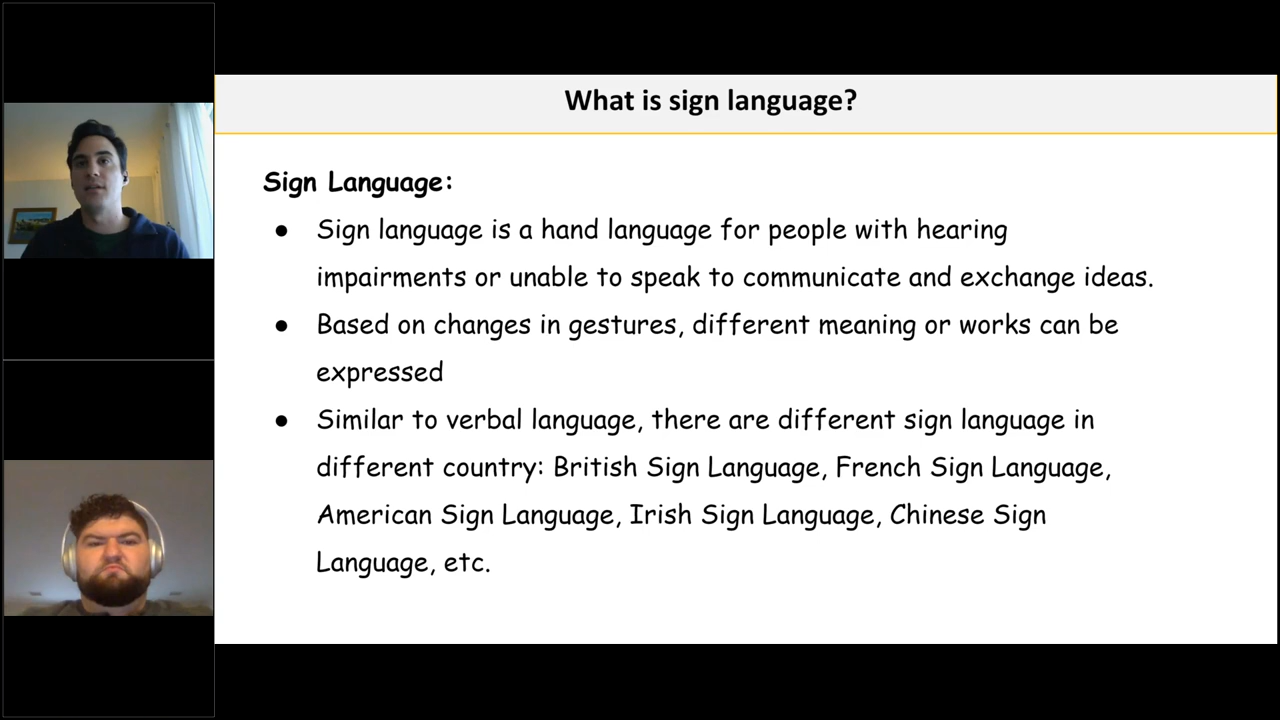 What is sign language?
Sign Language:
● Sign language is a hand language for people with hearing
impairments or unable to speak to communicate and exchange ideas.
● Based on changes in gestures, different meaning or works can be
expressed
● Similar to verbal language, there are different sign language in
different country: British Sign Language, French Sign Language,
American Sign Language, Irish Sign Language, Chinese Sign
Language, etc.